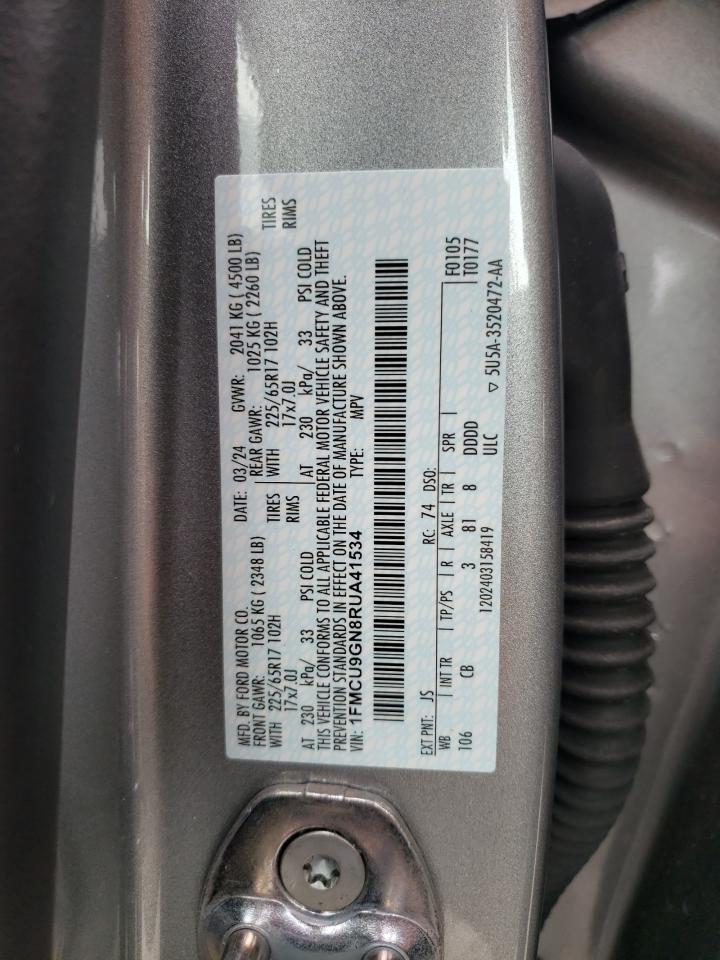 MFD. BY FORD MOTOR CO.
DATE: 03/24 GVWR: 2041 KG ( 4500 LB)
FRONT GAWR: 1065 KG ( 2348 LB) REAR GAWR: 1025 KG ( 2260 LB)
WITH 225/65R17 102H TIRES WITH 225/65R17 102H TIRES
17x7.0J RIMS 17x7.0J RIMS
AT 230 kPa/ 33 PSI COLD AT 230 kPa/ 33 PSI COLD
THIS VEHICLE CONFORMS TO ALL APPLICABLE FEDERAL MOTOR VEHICLE SAFETY AND THEFT
PREVENTION STANDARDS IN EFFECT ON THE DATE OF MANUFACTURE SHOWN ABOVE.
VIN: 1FMCU9GN8RUA41534 TYPE: MPV
EXT PNT: JS RC: 74 DSO: F0105
WB INT TR TP/PS R AXLE TR SPR T0177
106 CB 3 81 8 DDDD
1202403158419 ULC ▽ 5U5A-3520472-AA